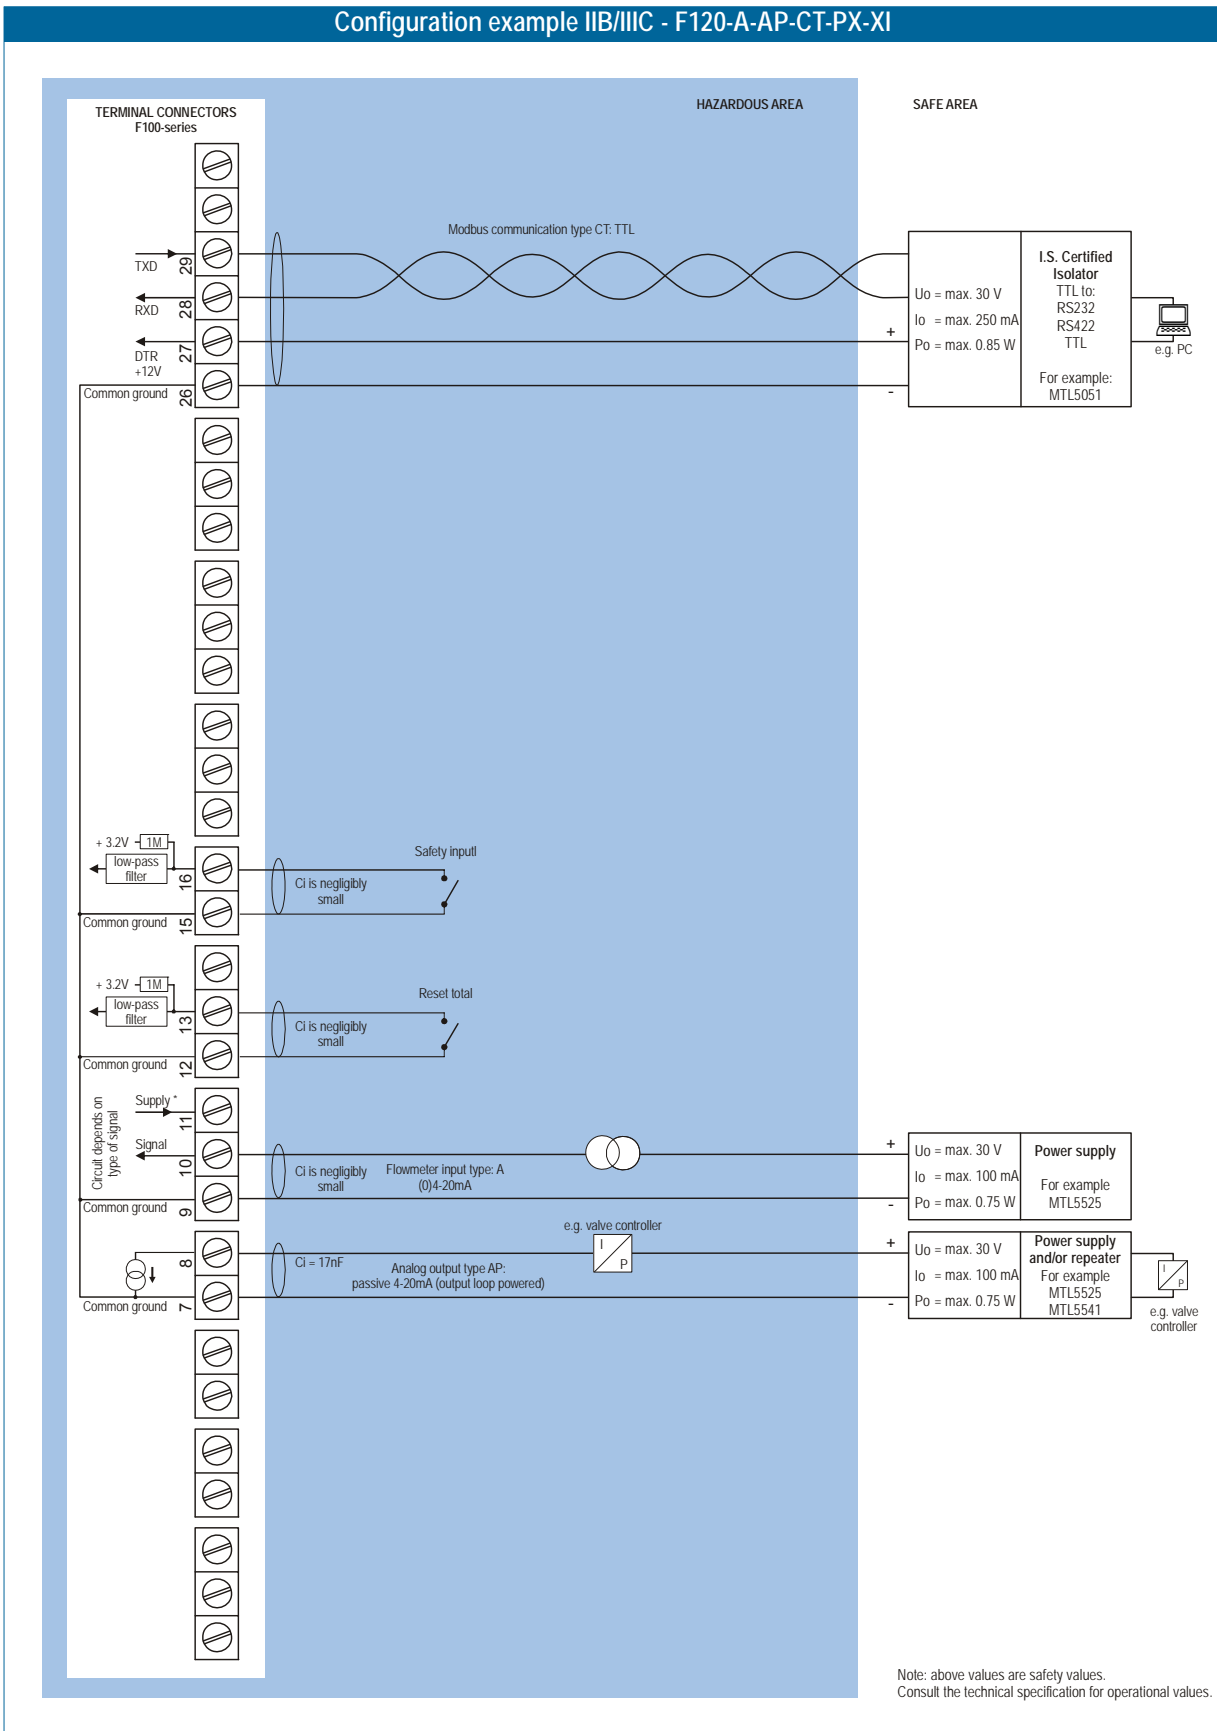 Configuration example IIB/IIIC - F120-A-AP-CT-PX-XI
TERMINAL CONNECTORS
F100-series
HAZARDOUS AREA
SAFE AREA
Modbus communication type CT: TTL
TXD
29
RXD
28
DTR
+12V
27
Common ground
26
+
-
Uo = max. 30 V
Io = max. 250 mA
Po = max. 0.85 W
I.S. Certified
Isolator
TTL to:
RS232
RS422
TTL
For example:
MTL5051
e.g. PC
+ 3.2V
1M
low-pass
filter
16
Common ground
15
Ci is negligibly
small
Safety inputl
+ 3.2V
1M
low-pass
filter
13
Common ground
12
Ci is negligibly
small
Reset total
Circuit depends on
type of signal
Supply *
11
Signal
10
Common ground
9
Ci is negligibly
small
Flowmeter input type: A
(0)4-20mA
+
-
Uo = max. 30 V
Io = max. 100 mA
Po = max. 0.75 W
Power supply
For example
MTL5525
8
Common ground
7
Ci = 17nF
e.g. valve controller
I
P
Analog output type AP:
passive 4-20mA (output loop powered)
+
-
Uo = max. 30 V
Io = max. 100 mA
Po = max. 0.75 W
Power supply
and/or repeater
For example
MTL5525
MTL5541
I
P
e.g. valve
controller
Note: above values are safety values.
Consult the technical specification for operational values.